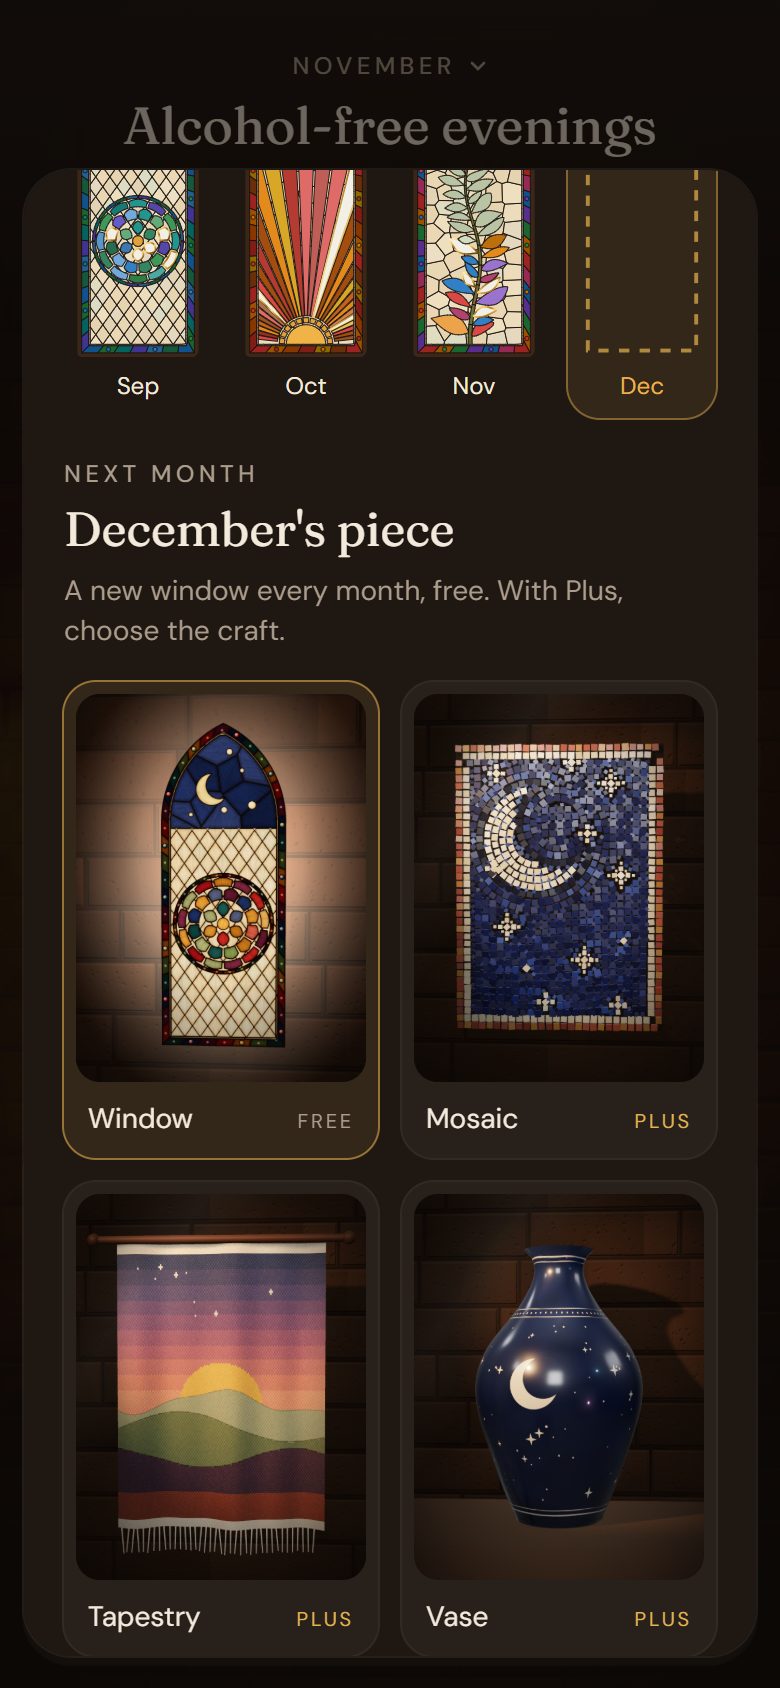 NOVEMBER
Alcohol-free evenings
Sep
Oct
Nov
Dec
NEXT MONTH
December's piece
A new window every month, free. With Plus,
choose the craft.
Window
FREE
Mosaic
PLUS
Tapestry
PLUS
Vase
PLUS